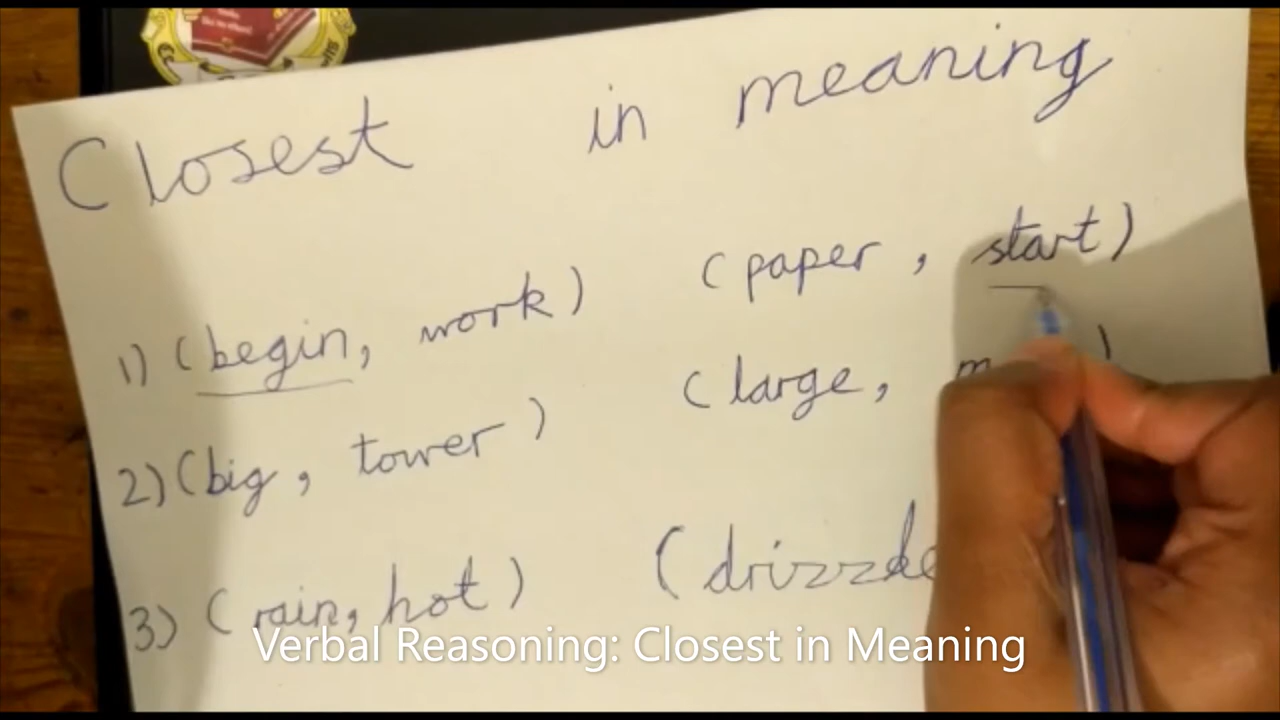 Closest in meaning
1) (begin, work) (paper, start)
2) (big, tower) (large,
3) (rain, hot) (drizzle
Verbal Reasoning: Closest in Meaning